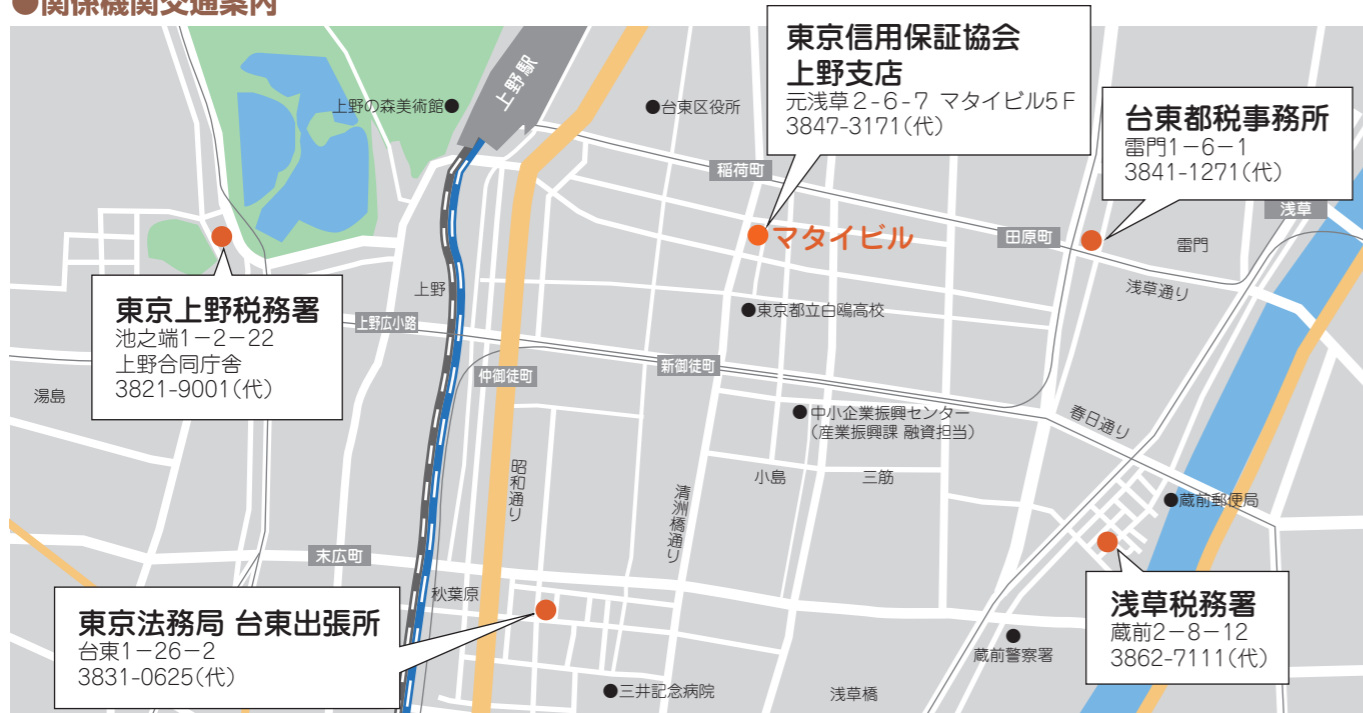 ●関係機関交通案内
東京信用保証協会
上野支店
元浅草2-6-7 マタイビル5F
3847-3171(代)
台東都税事務所
雷門1-6-1
3841-1271(代)
上野駅
上野の森美術館●
●台東区役所
稲荷町
浅草
マタイビル
田原町
雷門
浅草通り
東京上野税務署
池之端1-2-22
上野合同庁舎
3821-9001(代)
上野
上野広小路
●東京都立白鴎高校
湯島
仲御徒町
新御徒町
●中小企業振興センター
(産業振興課 融資担当)
春日通り
昭和通り
清洲橋通り
小島
三筋
●蔵前郵便局
末広町
秋葉原
東京法務局 台東出張所
台東1-26-2
3831-0625(代)
浅草税務署
蔵前2-8-12
3862-7111(代)
●
蔵前警察署
●三井記念病院
浅草橋